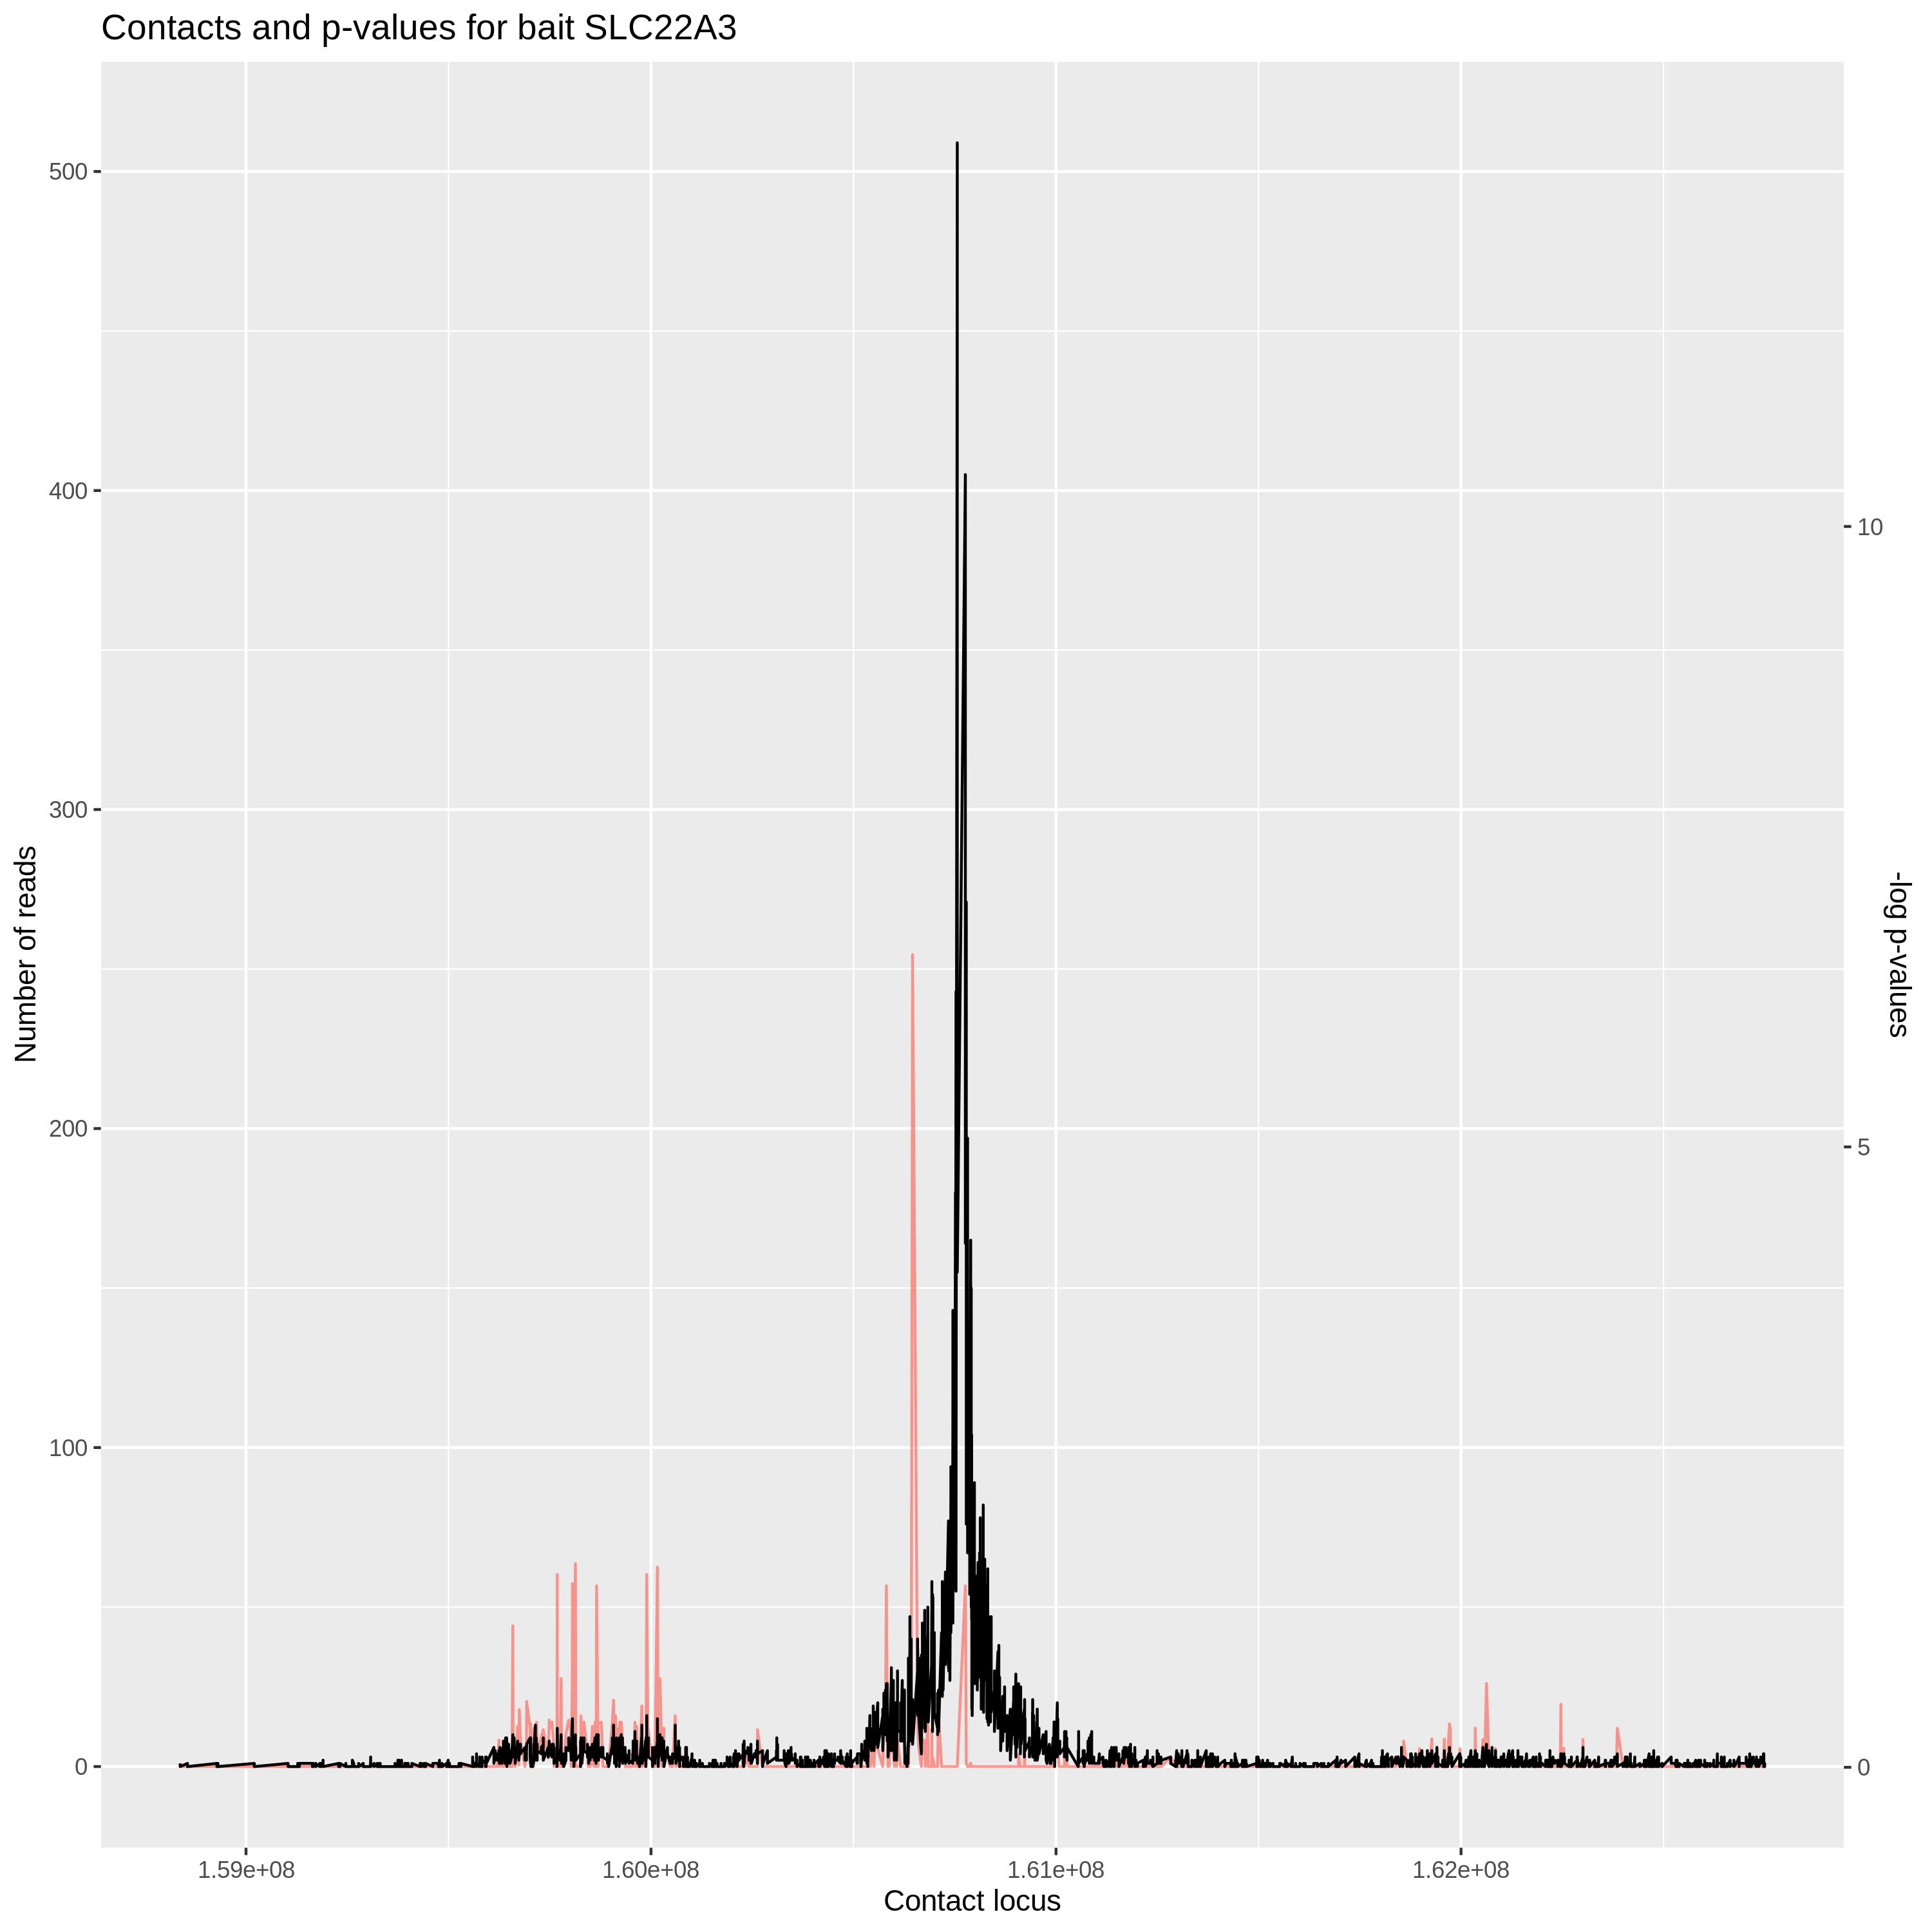 Contacts and p-values for bait SLC22A3
500
400
300
200
100
0
Number of reads
10
5
0
-log p-values
1.59e+08
1.60e+08
1.61e+08
1.62e+08
Contact locus